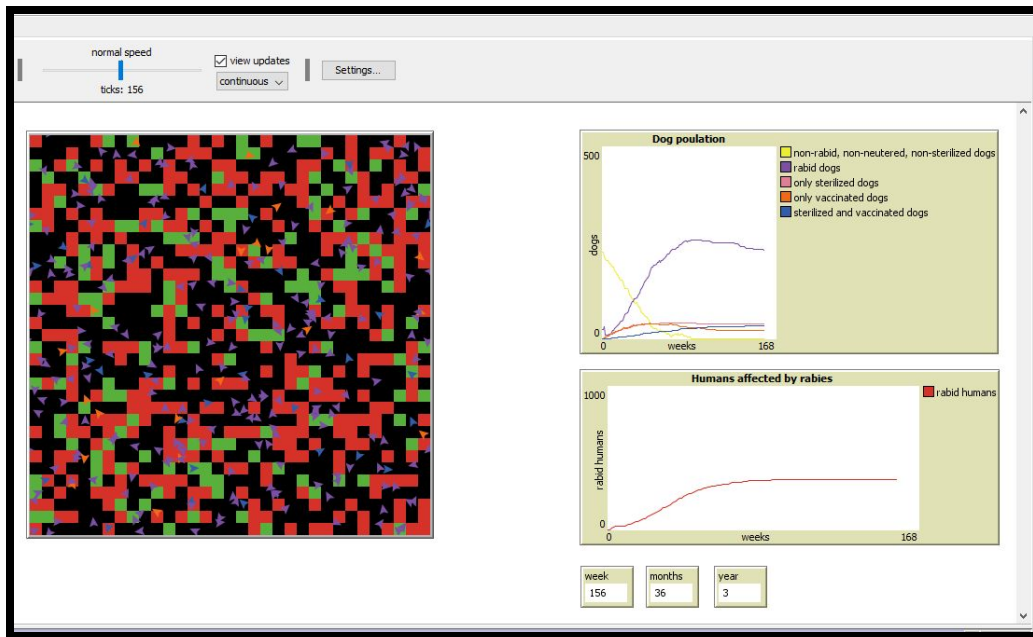 normal speed
view updates
continuous
Settings...
ticks: 156
Dog poulation
500
dogs
0
0
weeks
168
non-rabid, non-neutered, non-sterilized dogs
rabid dogs
only sterilized dogs
only vaccinated dogs
sterilized and vaccinated dogs
Humans affected by rabies
1000
rabid humans
0
0
weeks
168
rabid humans
week
156
months
36
year
3